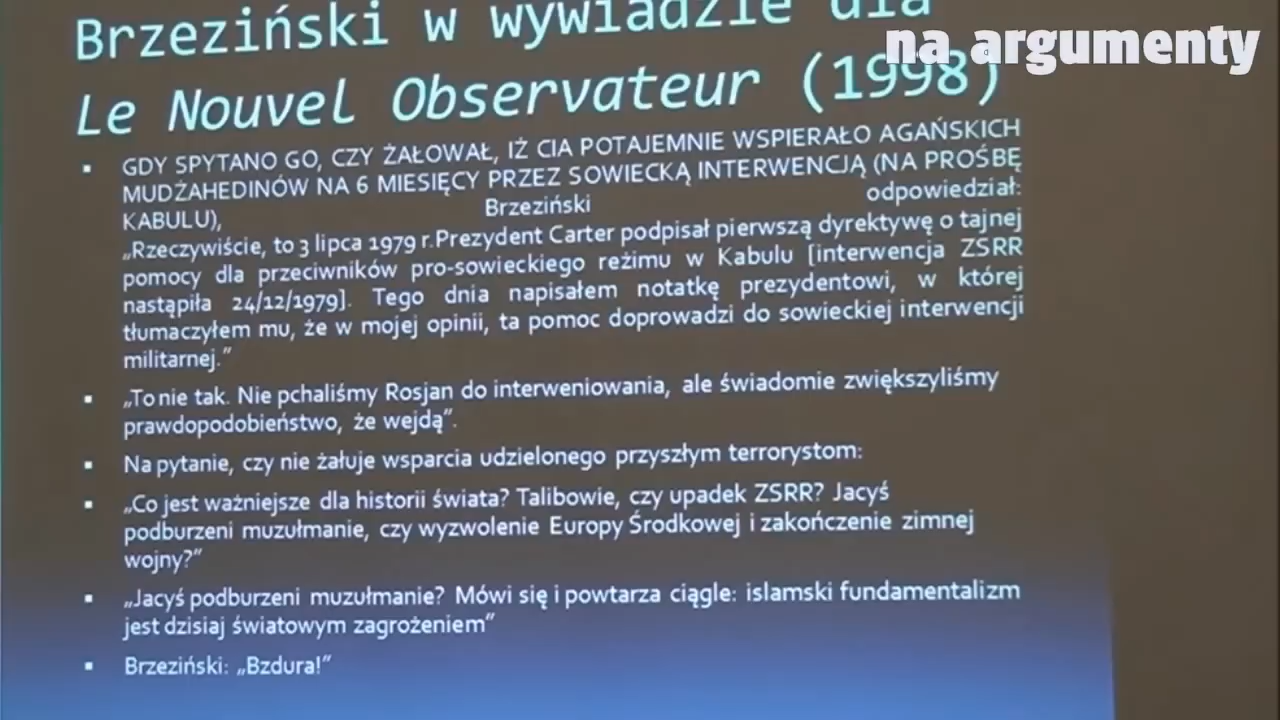 Brzeziński w wywiadzie dla
na argumenty
Le Nouvel Observateur (1998)
▪ GDY SPYTANO GO, CZY ŻAŁOWAŁ, IŻ CIA POTAJEMNIE WSPIERAŁO AGAŃSKICH
MUDŻAHEDINÓW NA 6 MIESIĘCY PRZEZ SOWIECKĄ INTERWENCJĄ (NA PROŚBĘ
KABULU), Brzeziński odpowiedział:
„Rzeczywiście, to 3 lipca 1979 r.Prezydent Carter podpisał pierwszą dyrektywę o tajnej
pomocy dla przeciwników pro-sowieckiego reżimu w Kabulu [interwencja ZSRR
nastąpiła 24/12/1979]. Tego dnia napisałem notatkę prezydentowi, w której
tłumaczyłem mu, że w mojej opinii, ta pomoc doprowadzi do sowieckiej interwencji
militarnej.”
▪ „To nie tak. Nie pchaliśmy Rosjan do interweniowania, ale świadomie zwiększyliśmy
prawdopodobieństwo, że wejdą”.
▪ Na pytanie, czy nie żałuje wsparcia udzielonego przyszłym terrorystom:
▪ „Co jest ważniejsze dla historii świata? Talibowie, czy upadek ZSRR? Jacyś
podburzeni muzułmanie, czy wyzwolenie Europy Środkowej i zakończenie zimnej
wojny?”
▪ „Jacyś podburzeni muzułmanie? Mówi się i powtarza ciągle: islamski fundamentalizm
jest dzisiaj światowym zagrożeniem”
▪ Brzeziński: „Bzdura!”